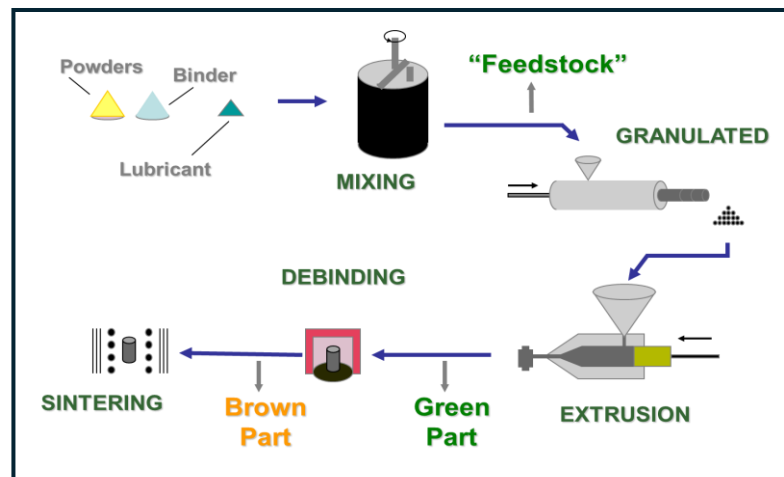 Powders
Binder
Lubricant
MIXING
“Feedstock”
GRANULATED
EXTRUSION
Green
Part
DEBINDING
Brown
Part
SINTERING